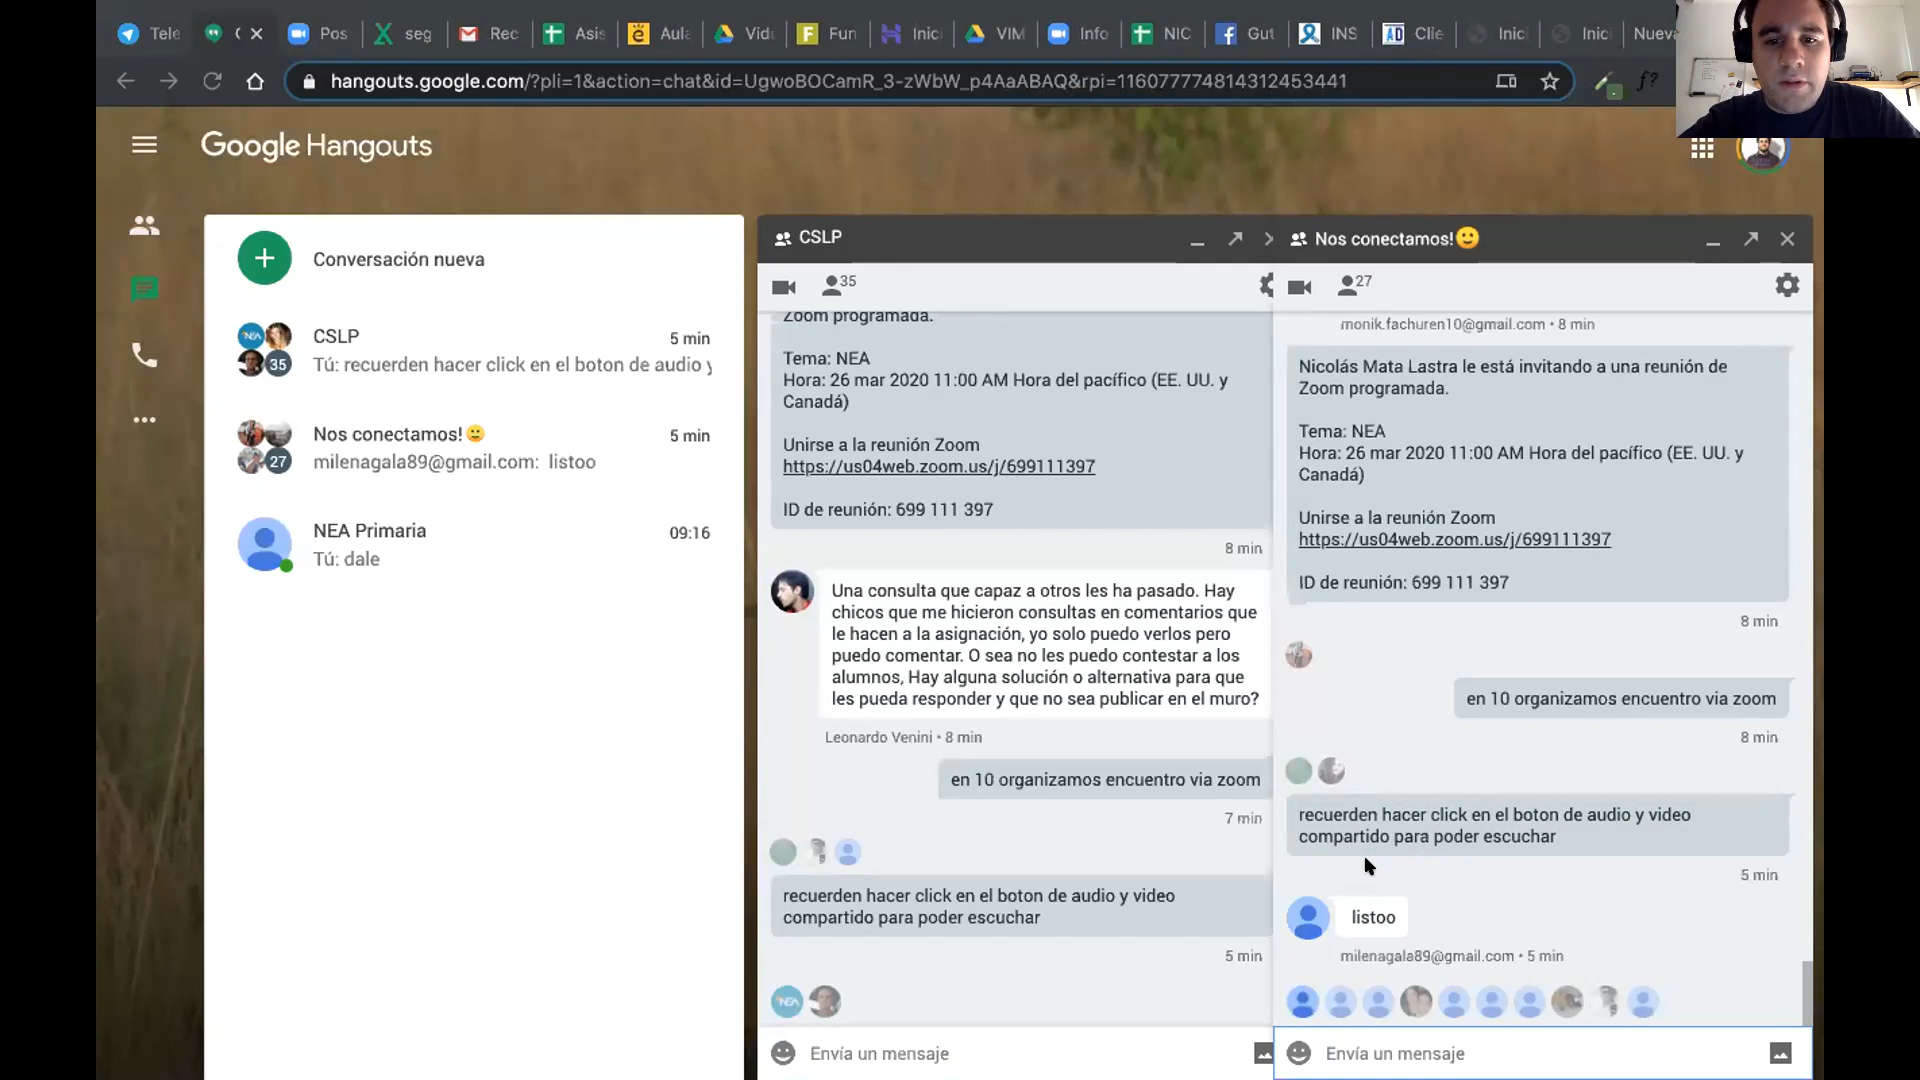 Tele
(
Pos
seg
Rec
Asis
Aula
Vide
Fun
Inic
VIM
Info
NIC
Gut
INS
Clie
Inic
Inic
Nueva
hangouts.google.com/?pli=1&action=chat&id=UgwoBOCamR_3-zWbW_p4AaABAQ&rpi=116077774814312453441
f?
Google Hangouts
Conversación nueva
CSLP
5 min
35
Tú: recuerden hacer click en el boton de audio y
Nos conectamos!🙂
5 min
27
milenagala89@gmail.com: listoo
NEA Primaria
09:16
Tú: dale
CSLP
35
Zoom programada.
Tema: NEA
Hora: 26 mar 2020 11:00 AM Hora del pacífico (EE. UU. y
Canadá)
Unirse a la reunión Zoom
https://us04web.zoom.us/j/699111397
ID de reunión: 699 111 397
8 min
Una consulta que capaz a otros les ha pasado. Hay
chicos que me hicieron consultas en comentarios que
le hacen a la asignación, yo solo puedo verlos pero
puedo comentar. O sea no les puedo contestar a los
alumnos, Hay alguna solución o alternativa para que
les pueda responder y que no sea publicar en el muro?
Leonardo Venini • 8 min
en 10 organizamos encuentro via zoom
7 min
recuerden hacer click en el boton de audio y video
compartido para poder escuchar
5 min
NEA
Envía un mensaje
Nos conectamos!🙂
27
monik.fachuren10@gmail.com • 8 min
Nicolás Mata Lastra le está invitando a una reunión de
Zoom programada.
Tema: NEA
Hora: 26 mar 2020 11:00 AM Hora del pacífico (EE. UU. y
Canadá)
Unirse a la reunión Zoom
https://us04web.zoom.us/j/699111397
ID de reunión: 699 111 397
8 min
en 10 organizamos encuentro via zoom
8 min
recuerden hacer click en el boton de audio y video
compartido para poder escuchar
5 min
listoo
milenagala89@gmail.com • 5 min
Envía un mensaje